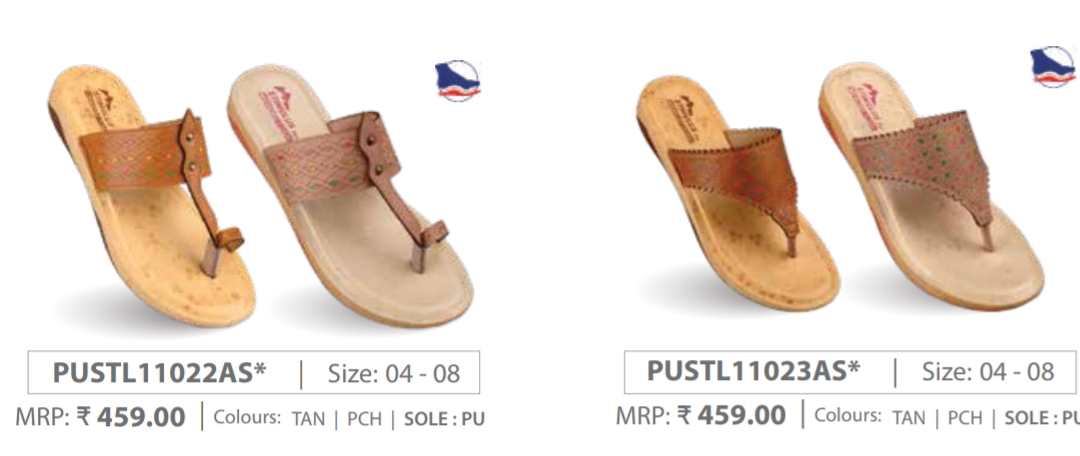 PUSTL11022AS* | Size: 04 - 08
MRP: ₹ 459.00 | Colours: TAN | PCH | SOLE : PU
PUSTL11023AS* | Size: 04 - 08
MRP: ₹ 459.00 | Colours: TAN | PCH | SOLE : PU